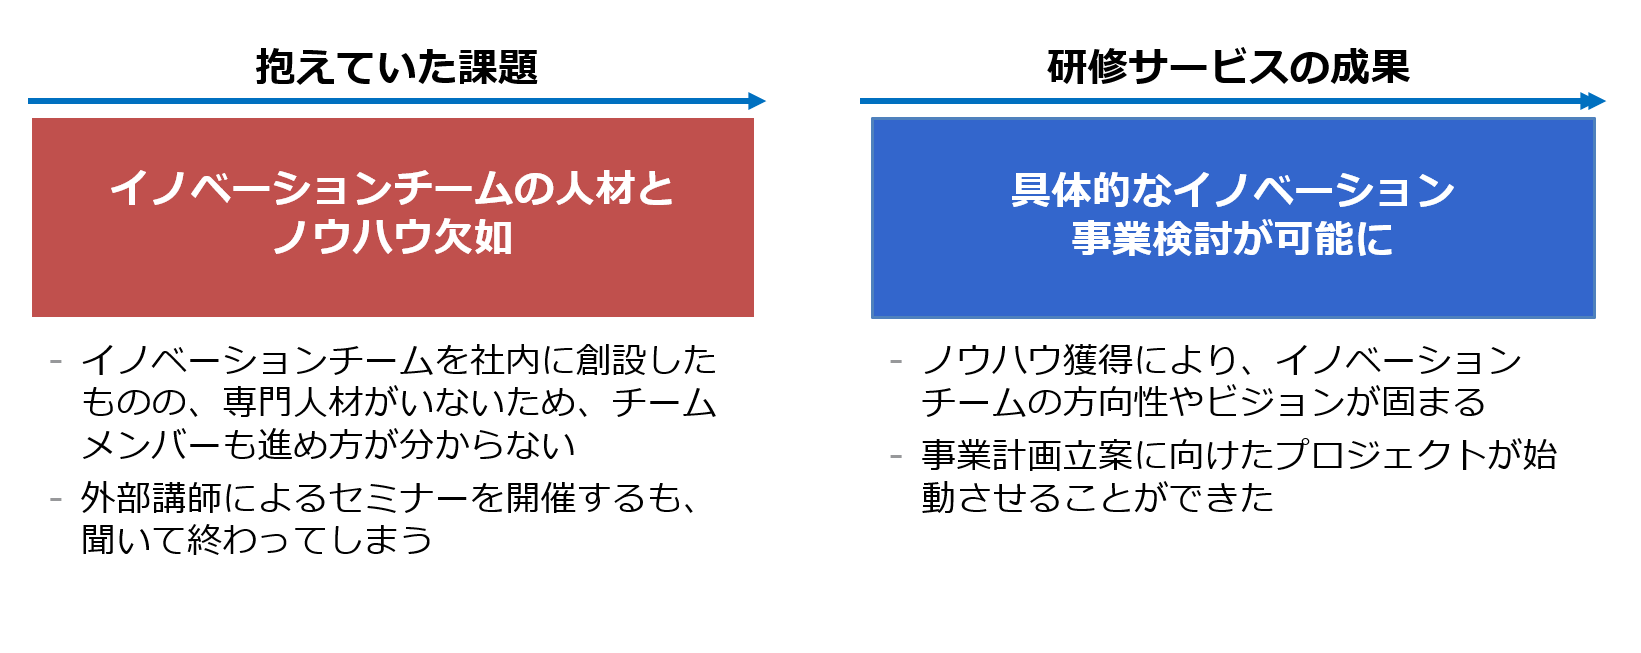 抱えていた課題
イノベーションチームの人材と
ノウハウ欠如
- イノベーションチームを社内に創設した
ものの、専門人材がいないため、チーム
メンバーも進め方が分からない
- 外部講師によるセミナーを開催するも、
聞いて終わってしまう
研修サービスの成果
具体的なイノベーション
事業検討が可能に
- ノウハウ獲得により、イノベーション
チームの方向性やビジョンが固まる
- 事業計画立案に向けたプロジェクトが始
動させることができた